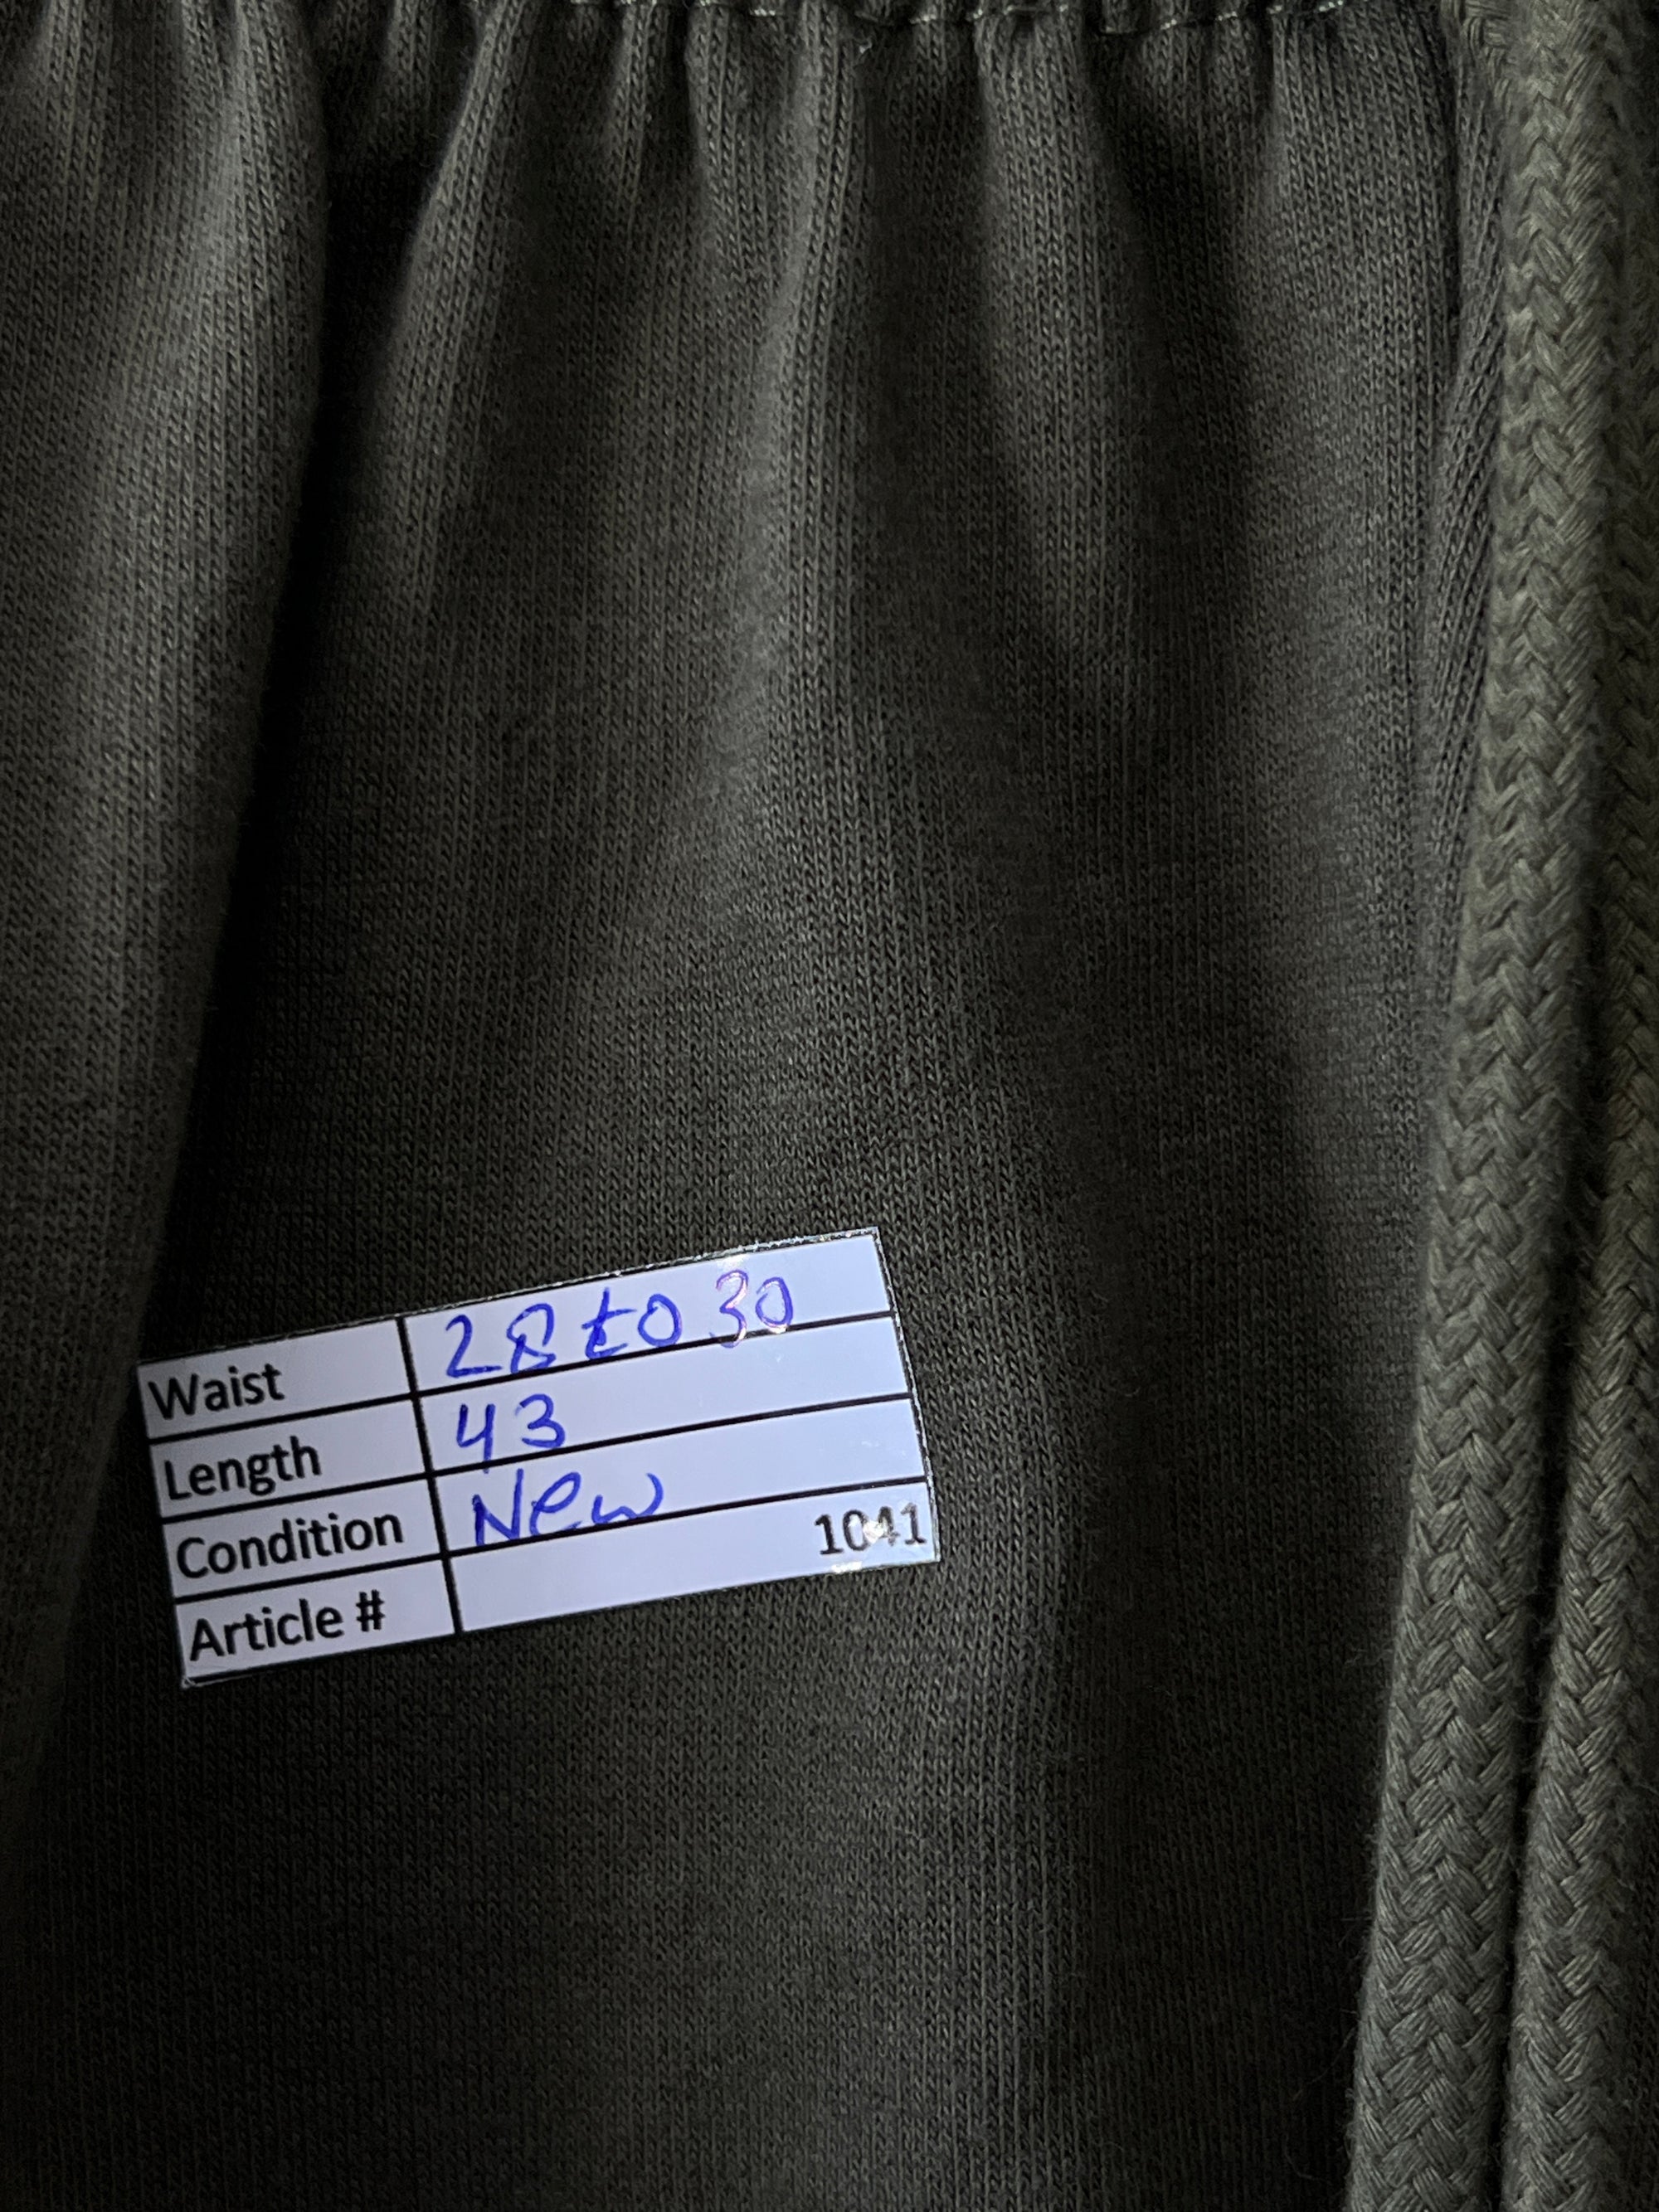 Waist 28 to 30
Length 43
Condition New
Article # 1041